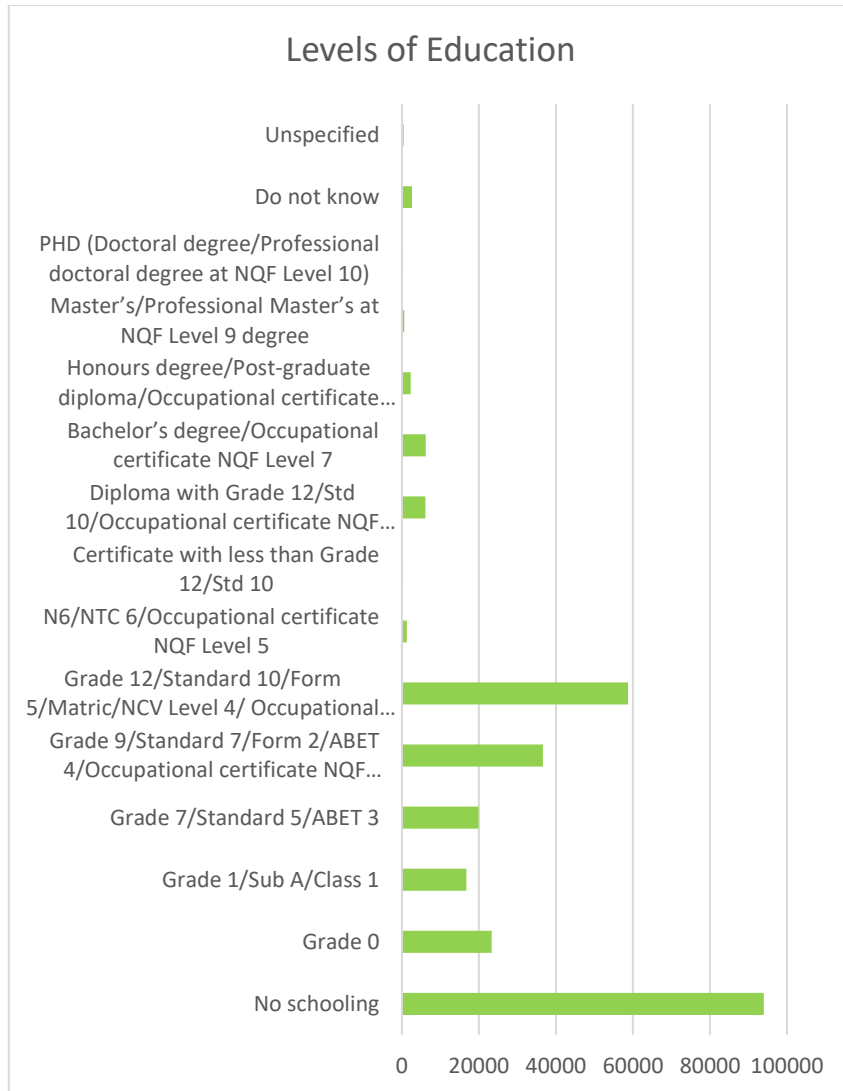 Levels of Education
Unspecified
Do not know
PHD (Doctoral degree/Professional
doctoral degree at NQF Level 10)
Master’s/Professional Master’s at
NQF Level 9 degree
Honours degree/Post-graduate
diploma/Occupational certificate...
Bachelor’s degree/Occupational
certificate NQF Level 7
Diploma with Grade 12/Std
10/Occupational certificate NQF...
Certificate with less than Grade
12/Std 10
N6/NTC 6/Occupational certificate
NQF Level 5
Grade 12/Standard 10/Form
5/Matric/NCV Level 4/ Occupational...
Grade 9/Standard 7/Form 2/ABET
4/Occupational certificate NQF...
Grade 7/Standard 5/ABET 3
Grade 1/Sub A/Class 1
Grade 0
No schooling
0 20000 40000 60000 80000 100000